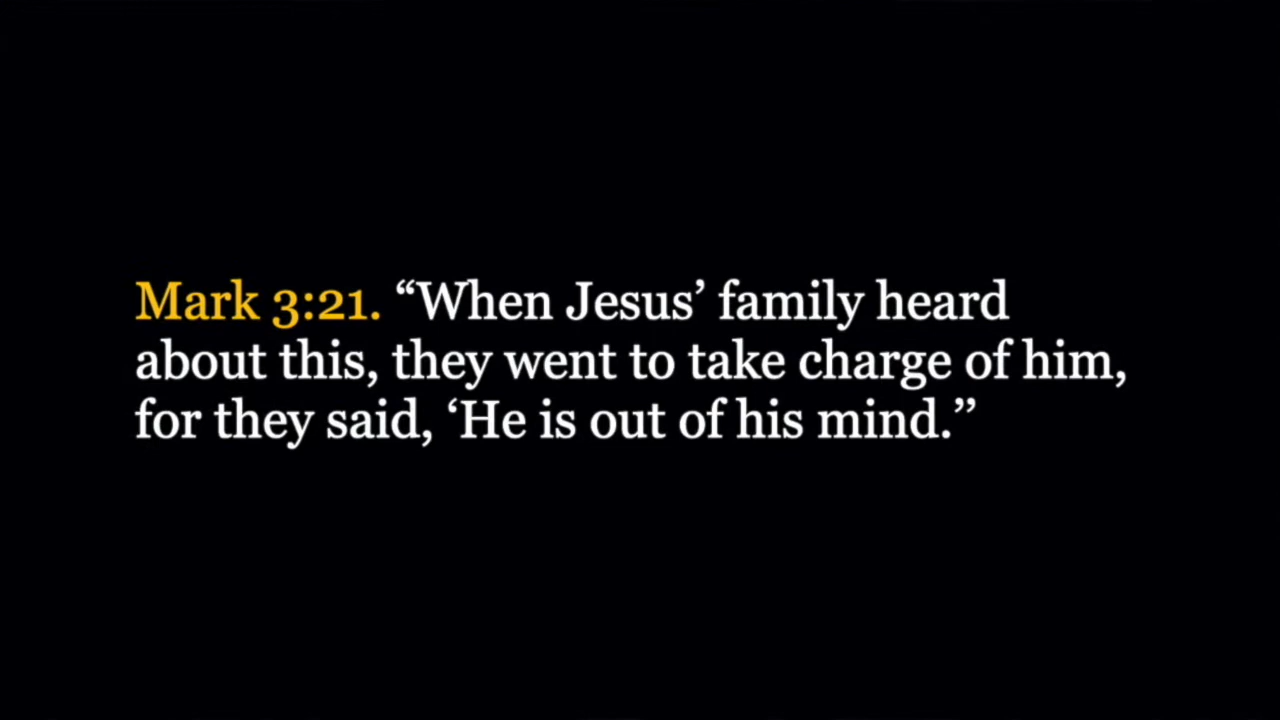 Mark 3:21. “When Jesus’ family heard
about this, they went to take charge of him,
for they said, ‘He is out of his mind.”